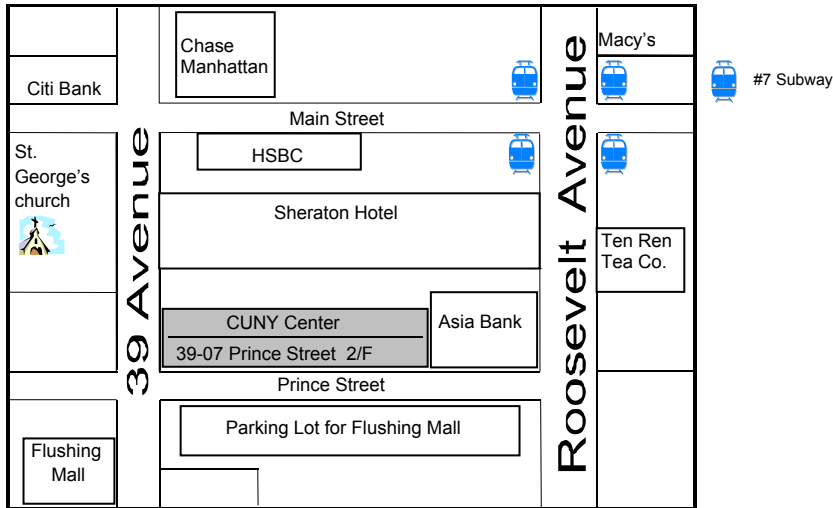 Chase
Manhattan
Macy's
#7 Subway
Citi Bank
Main Street
39 Avenue
Roosevelt Avenue
St.
George's
church
HSBC
Sheraton Hotel
Ten Ren
Tea Co.
CUNY Center
39-07 Prince Street 2/F
Asia Bank
Prince Street
Parking Lot for Flushing Mall
Flushing
Mall